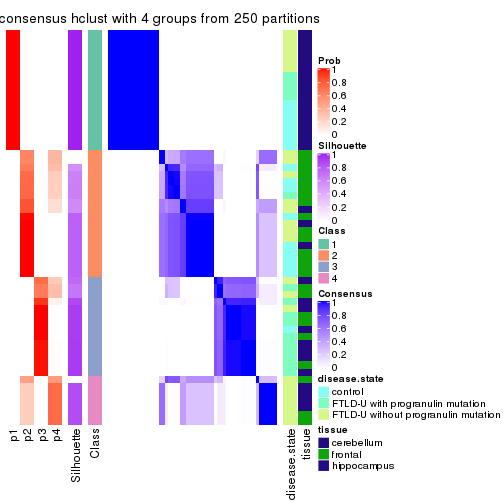 consensus hclust with 4 groups from 250 partitions
Prob
1
0.8
0.6
0.4
0.2
0
Silhouette
1
0.8
0.6
0.4
0.2
0
Class
1
2
3
4
Consensus
1
0.8
0.6
0.4
0.2
0
disease.state
control
FTLD-U with progranulin mutation
FTLD-U without progranulin mutation
tissue
cerebellum
frontal
hippocampus
p1
p2
p3
p4
Silhouette
Class
disease.state
tissue